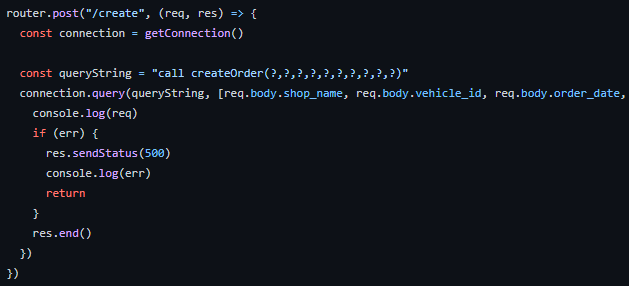 router.post("/create", (req, res) => {
const connection = getConnection()
const queryString = "call createOrder(?,?,?,?,?,?,?,?,?,?)"
connection.query(queryString, [req.body.shop_name, req.body.vehicle_id, req.body.order_date,
console.log(req)
if (err) {
res.sendStatus(500)
console.log(err)
return
}
res.end()
})
})